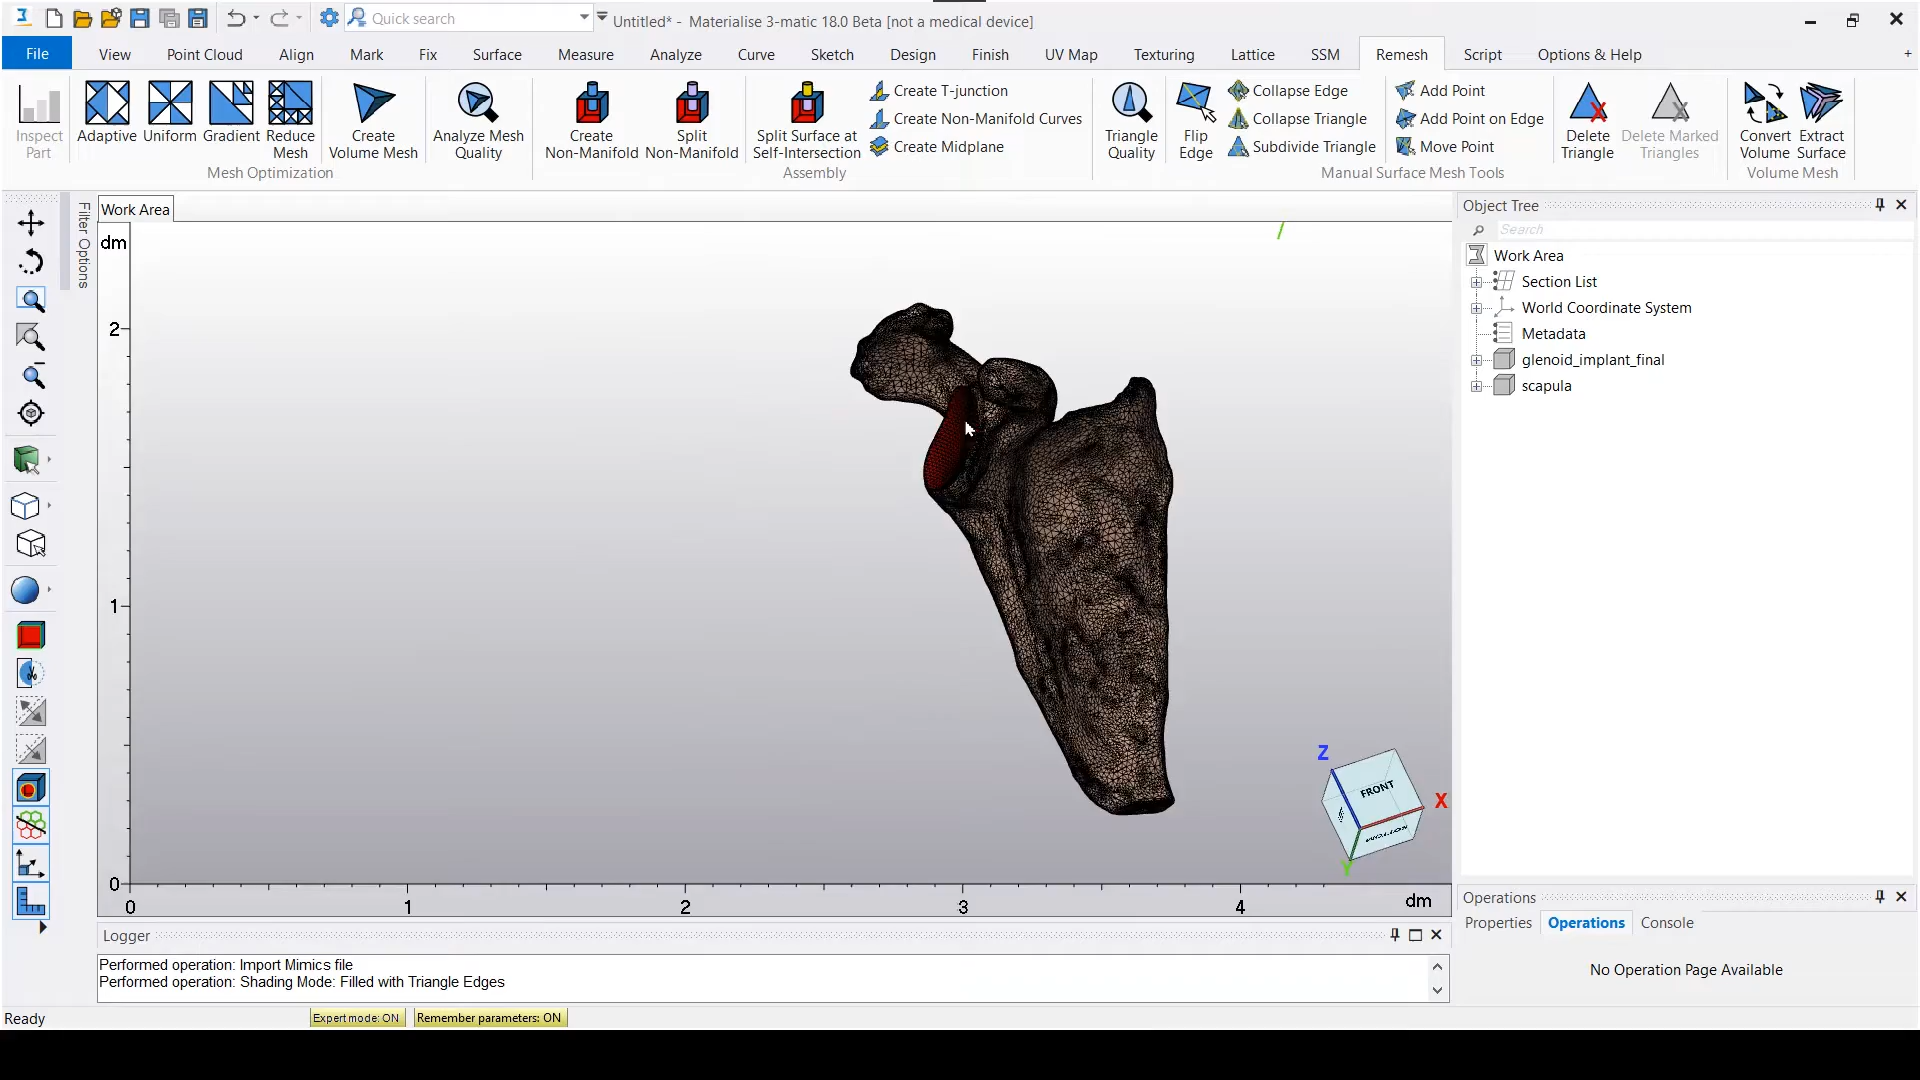 Quick search
Untitled* - Materialise 3-matic 18.0 Beta [not a medical device]
File View Point Cloud Align Mark Fix Surface Measure Analyze Curve Sketch Design Finish UV Map Texturing Lattice SSM Remesh Script Options & Help
Inspect Part
Adaptive
Uniform
Gradient
Reduce Mesh
Mesh Optimization
Create Volume Mesh
Analyze Mesh Quality
Create Non-Manifold
Split Non-Manifold
Split Surface at Self-Intersection
Create T-junction
Create Non-Manifold Curves
Create Midplane
Assembly
Triangle Quality
Flip Edge
Collapse Edge
Collapse Triangle
Subdivide Triangle
Add Point
Add Point on Edge
Move Point
Delete Triangle
Delete Marked Triangles
Manual Surface Mesh Tools
Convert Volume
Extract Surface
Volume Mesh
Filter Options
Work Area
dm
2
1
0
0 1 2 3 4 dm
Z
FRONT
BOTTOM
X
Y
Object Tree
Search
Work Area
Section List
World Coordinate System
Metadata
glenoid_implant_final
scapula
Operations
Properties Operations Console
No Operation Page Available
Logger
Performed operation: Import Mimics file
Performed operation: Shading Mode: Filled with Triangle Edges
Ready
Expert mode: ON
Remember parameters: ON